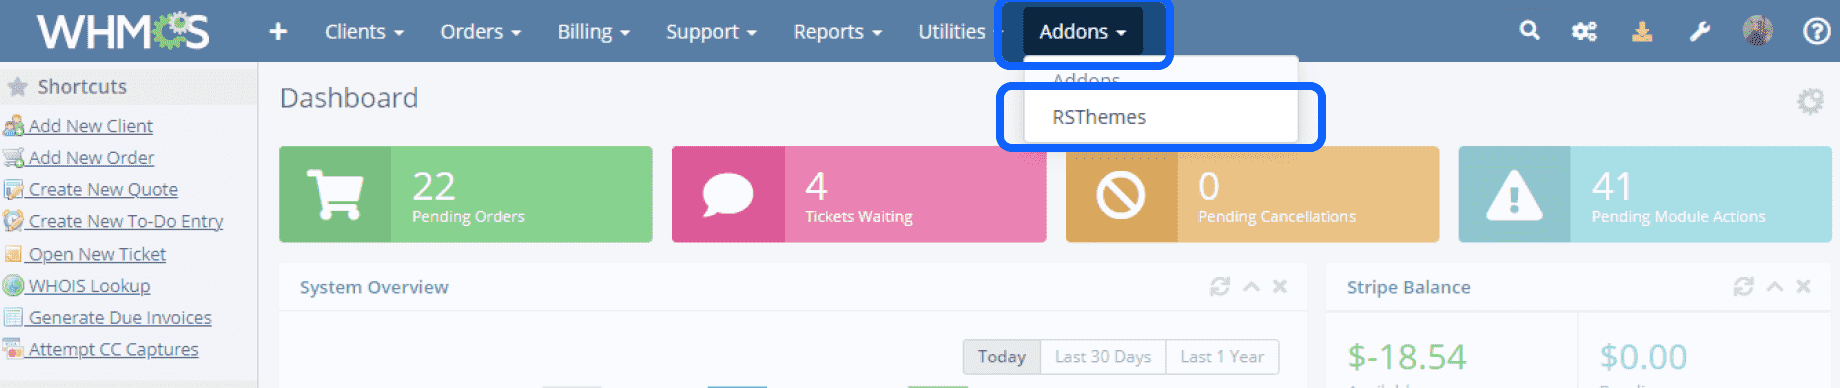 WHMCS
Clients Orders Billing Support Reports Utilities Addons
Shortcuts
Add New Client
Add New Order
Create New Quote
Create New To-Do Entry
Open New Ticket
WHOIS Lookup
Generate Due Invoices
Attempt CC Captures
Dashboard
Addons
RSThemes
22
Pending Orders
4
Tickets Waiting
0
Pending Cancellations
41
Pending Module Actions
System Overview
Today Last 30 Days Last 1 Year
Stripe Balance
$-18.54
$0.00